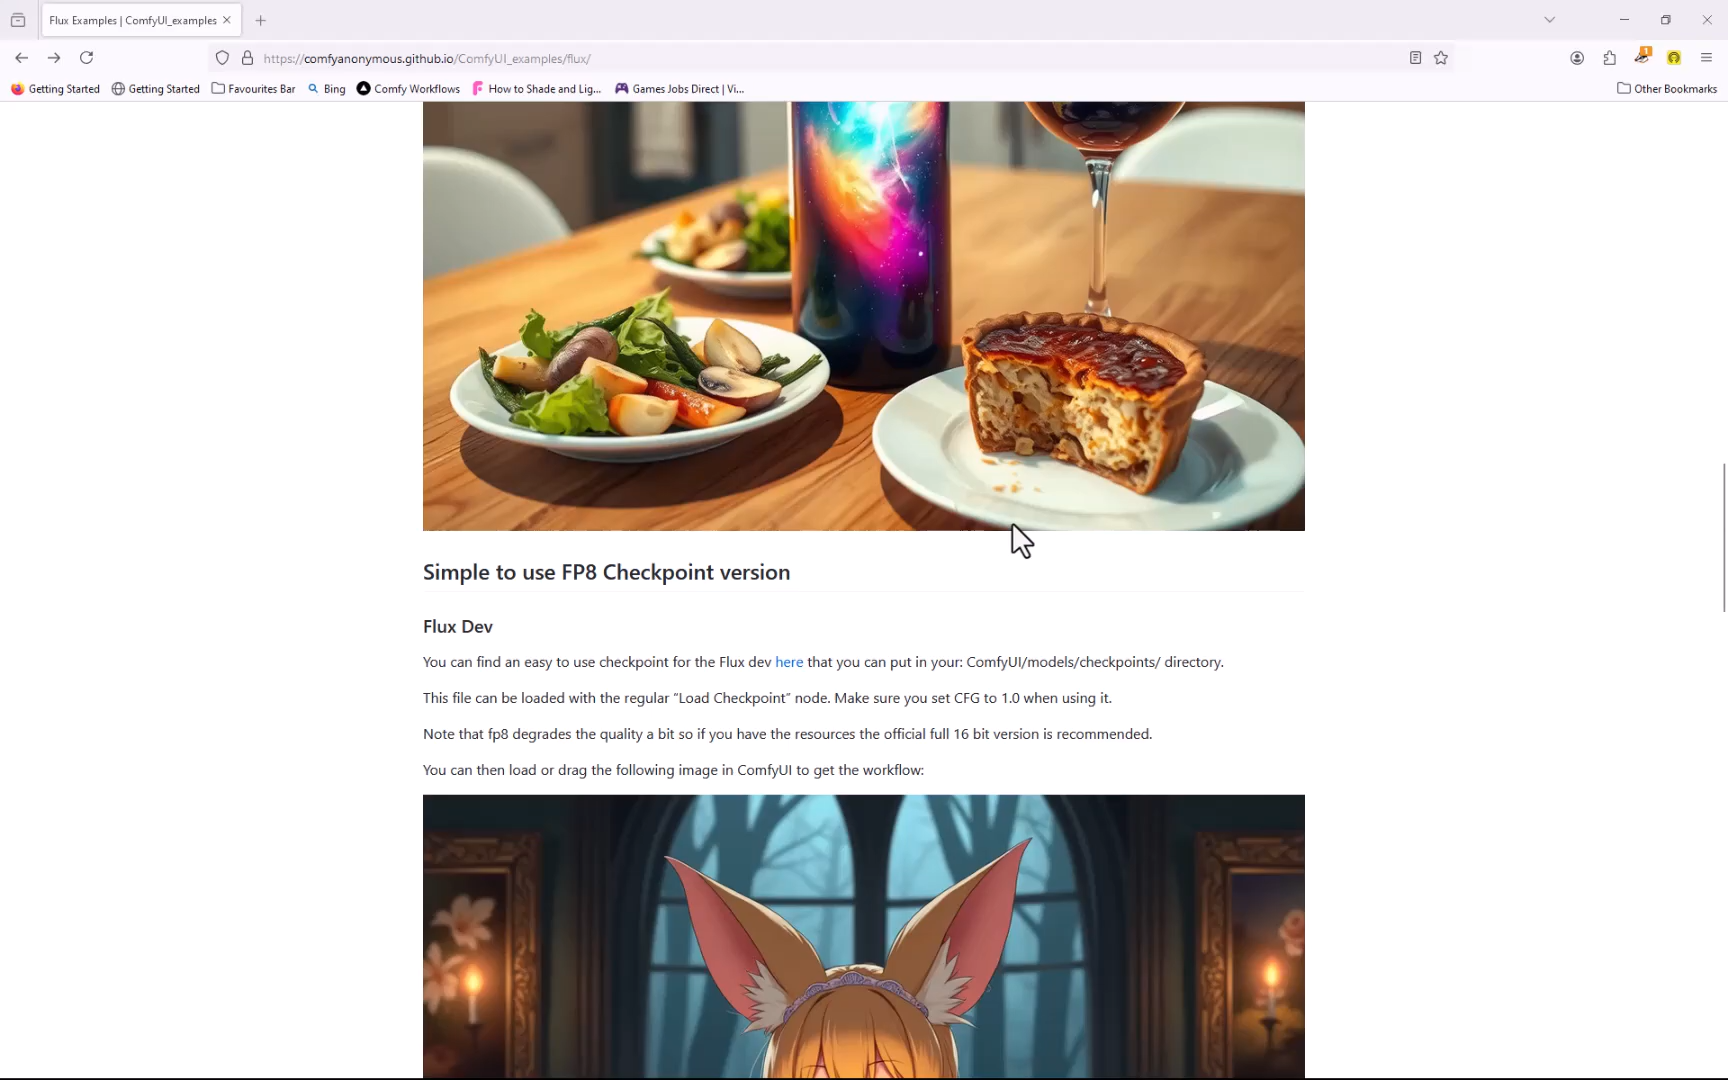 Flux Examples | ComfyUI_examples
https://comfyanonymous.github.io/ComfyUI_examples/flux/
1
Getting Started
Getting Started
Favourites Bar
Bing
Comfy Workflows
How to Shade and Lig...
Games Jobs Direct | Vi...
Other Bookmarks
Simple to use FP8 Checkpoint version
Flux Dev
You can find an easy to use checkpoint for the Flux dev here that you can put in your: ComfyUI/models/checkpoints/ directory.
This file can be loaded with the regular “Load Checkpoint” node. Make sure you set CFG to 1.0 when using it.
Note that fp8 degrades the quality a bit so if you have the resources the official full 16 bit version is recommended.
You can then load or drag the following image in ComfyUI to get the workflow: